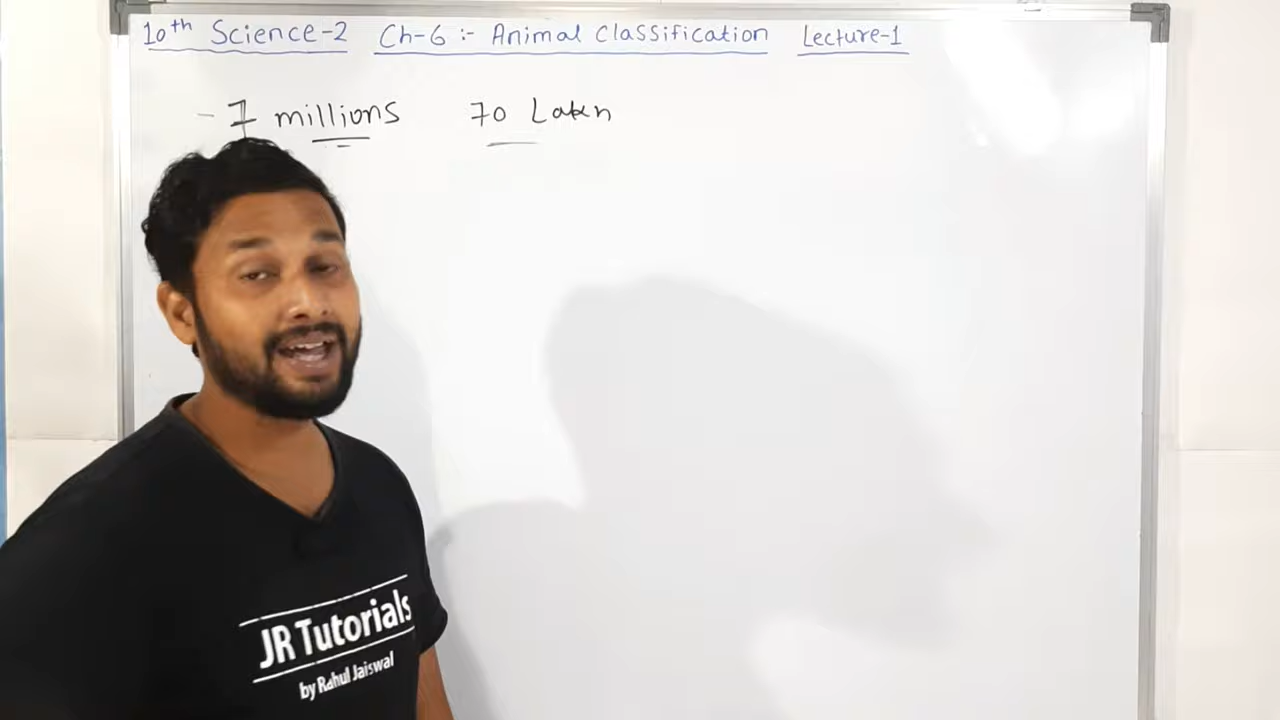 10th Science-2 Ch-6 :- Animal Classification Lecture-1
- 7 millions 70 Lakh
JR Tutorials
by Rahul Jaiswal